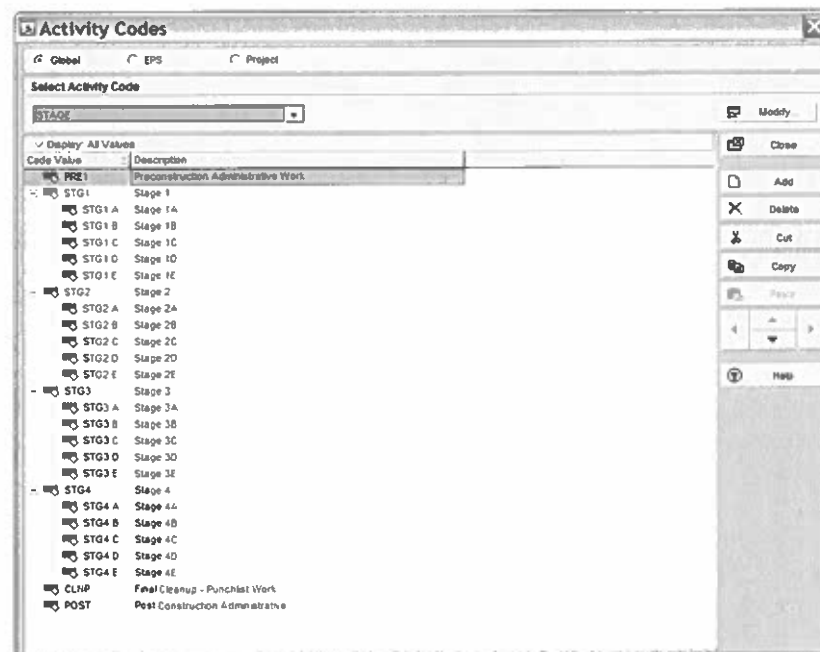 Activity Codes
Global EPS Project
Select Activity Code
STAGE
Modify
Display: All Values
Close
Code Value Description
PRE1 Preconstruction Administrative Work
STG1 Stage 1
Add
STG1 A Stage 1A
Delete
STG1 B Stage 1B
STG1 C Stage 1C
Cut
STG1 D Stage 1D
Copy
STG1 E Stage 1E
STG2 Stage 2
Paste
STG2 A Stage 2A
STG2 B Stage 2B
STG2 C Stage 2C
STG2 D Stage 2D
STG2 E Stage 2E
Help
STG3 Stage 3
STG3 A Stage 3A
STG3 B Stage 3B
STG3 C Stage 3C
STG3 D Stage 3D
STG3 E Stage 3E
STG4 Stage 4
STG4 A Stage 4A
STG4 B Stage 4B
STG4 C Stage 4C
STG4 D Stage 4D
STG4 E Stage 4E
CLNP Final Cleanup - Punchlist Work
POST Post Construction Administrative